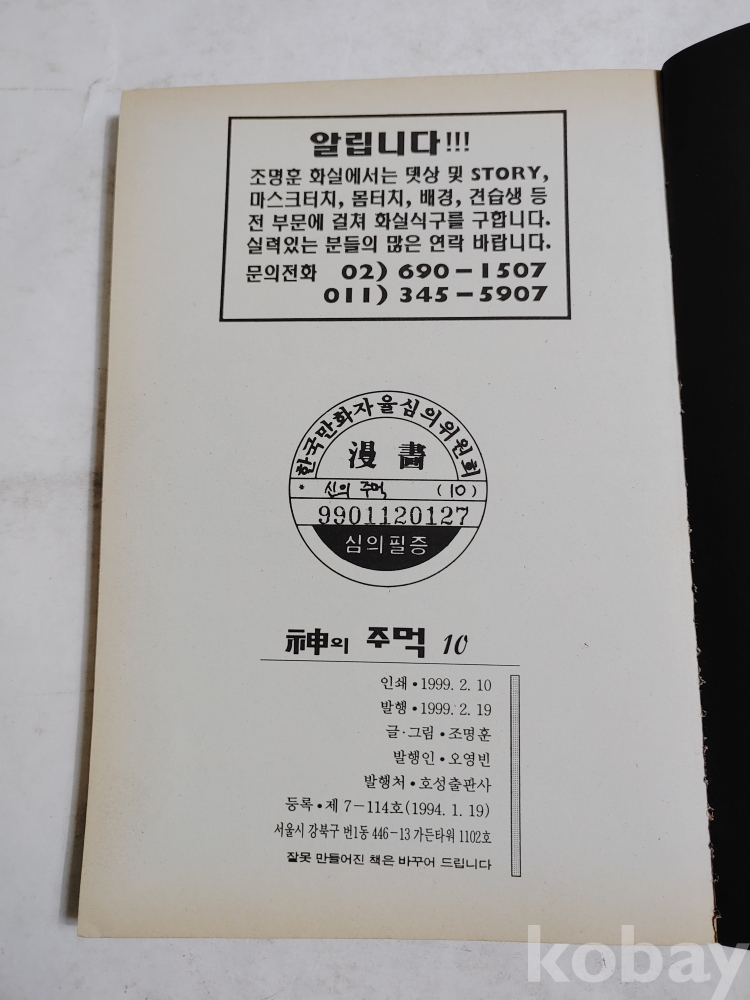 알립니다!!!
조명훈 화실에서는 뎃상 및 STORY,
마스크터치, 몸터치, 배경, 견습생 등
전 부문에 걸쳐 화실식구를 구합니다.
실력있는 분들의 많은 연락 바랍니다.
문의전화 02) 690-1507
011) 345-5907
한국만화자율심의위원회
漫畵
• 신의 주먹 (10)
9901120127
심의필증
神의 주먹 10
인쇄•1999. 2. 10
발행•1999. 2. 19
글·그림•조명훈
발행인•오영빈
발행처•호성출판사
등록•제 7-114호(1994. 1. 19)
서울시 강북구 번1동 446-13 가든타워 1102호
잘못 만들어진 책은 바꾸어 드립니다
kobay